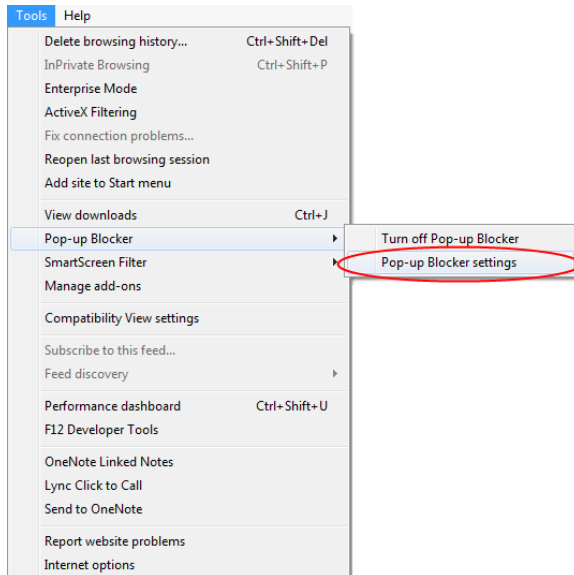 Tools Help
Delete browsing history... Ctrl+Shift+Del
InPrivate Browsing Ctrl+Shift+P
Enterprise Mode
ActiveX Filtering
Fix connection problems...
Reopen last browsing session
Add site to Start menu
View downloads Ctrl+J
Pop-up Blocker
Turn off Pop-up Blocker
Pop-up Blocker settings
SmartScreen Filter
Manage add-ons
Compatibility View settings
Subscribe to this feed...
Feed discovery
Performance dashboard Ctrl+Shift+U
F12 Developer Tools
OneNote Linked Notes
Lync Click to Call
Send to OneNote
Report website problems
Internet options